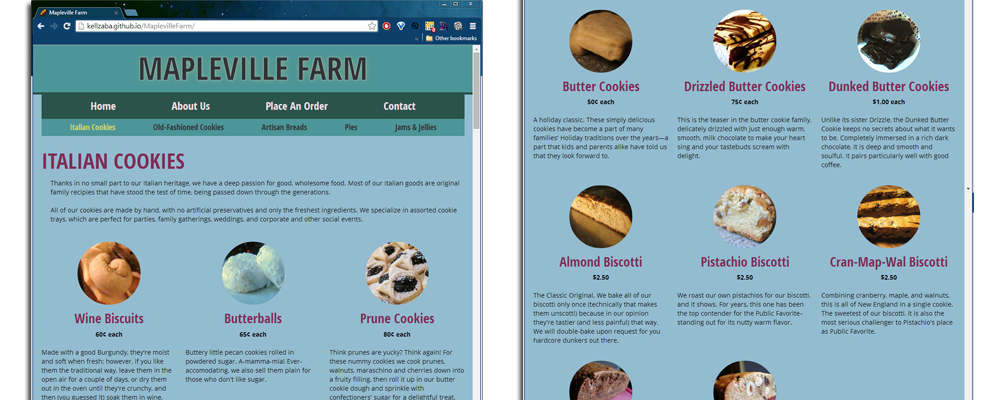 Mapleville Farm
kellzaba.github.io/MaplevilleFarm/
Other bookmarks
MAPLEVILLE FARM
Home About Us Place An Order Contact
Italian Cookies Old-Fashioned Cookies Artisan Breads Pies Jams & Jellies
ITALIAN COOKIES
Thanks in no small part to our Italian heritage, we have a deep passion for good, wholesome food. Most of our Italian goods are original
family recipies that have stood the test of time, being passed down through the generations.
All of our cookies are made by hand, with no artificial preservatives and only the freshest ingredients. We specialize in assorted cookie
trays, which are perfect for parties, family gatherings, weddings, and corporate and other social events.
Wine Biscuits
60¢ each
Made with a good Burgundy, they're moist
and soft when fresh; however, if you like
them the traditional way, leave them in the
open air for a couple of days, or dry them
out in the oven until they're crunchy, and
then (you guessed it) soak them in wine.
Butterballs
65¢ each
Buttery little pecan cookies rolled in
powdered sugar. A-mamma-mia! Ever-
accomodating, we also sell them plain for
those who don't like sugar.
Prune Cookies
80¢ each
Think prunes are yucky? Think again! For
these nummy cookies we cook prunes,
walnuts, maraschino and cherries down into
a fruity filling, then roll it up in our butter
cookie dough and sprinkle with
confectioners' sugar for a delightful treat.
Butter Cookies
50¢ each
A holiday classic. These simply delicious
cookies have become a part of many
families' Holiday traditions over the years—a
part that kids and parents alike have told us
that they look forward to.
Drizzled Butter Cookies
75¢ each
This is the teaser in the butter cookie family,
delicately drizzled with just enough warm,
smooth, milk chocolate to make your heart
sing and your tastebuds scream with
delight.
Dunked Butter Cookies
$1.00 each
Unlike its sister Drizzle, the Dunked Butter
Cookie keeps no secrets about what it wants
to be. Completely immersed in a rich dark
chocolate, it is deep and smooth and
soulful. It pairs particularly well with good
coffee.
Almond Biscotti
$2.50
The Classic Original. We bake all of our
biscotti only once (technically that makes
them unscotti) because in our opinion
they're tastier (and less painful) that way.
We will double-bake upon request for you
hardcore dunkers out there.
Pistachio Biscotti
$2.50
We roast our own pistachios for our biscotti,
and it shows. For years, this one has been
the top contender for the Public Favorite–
standing out for its nutty warm flavor.
Cran-Map-Wal Biscotti
$2.50
Combining cranberry, maple, and walnuts,
this is all of New England in a single cookie.
The sweetest of our biscotti, it is also the
most serious challenger to Pistachio's place
as Public Favorite.